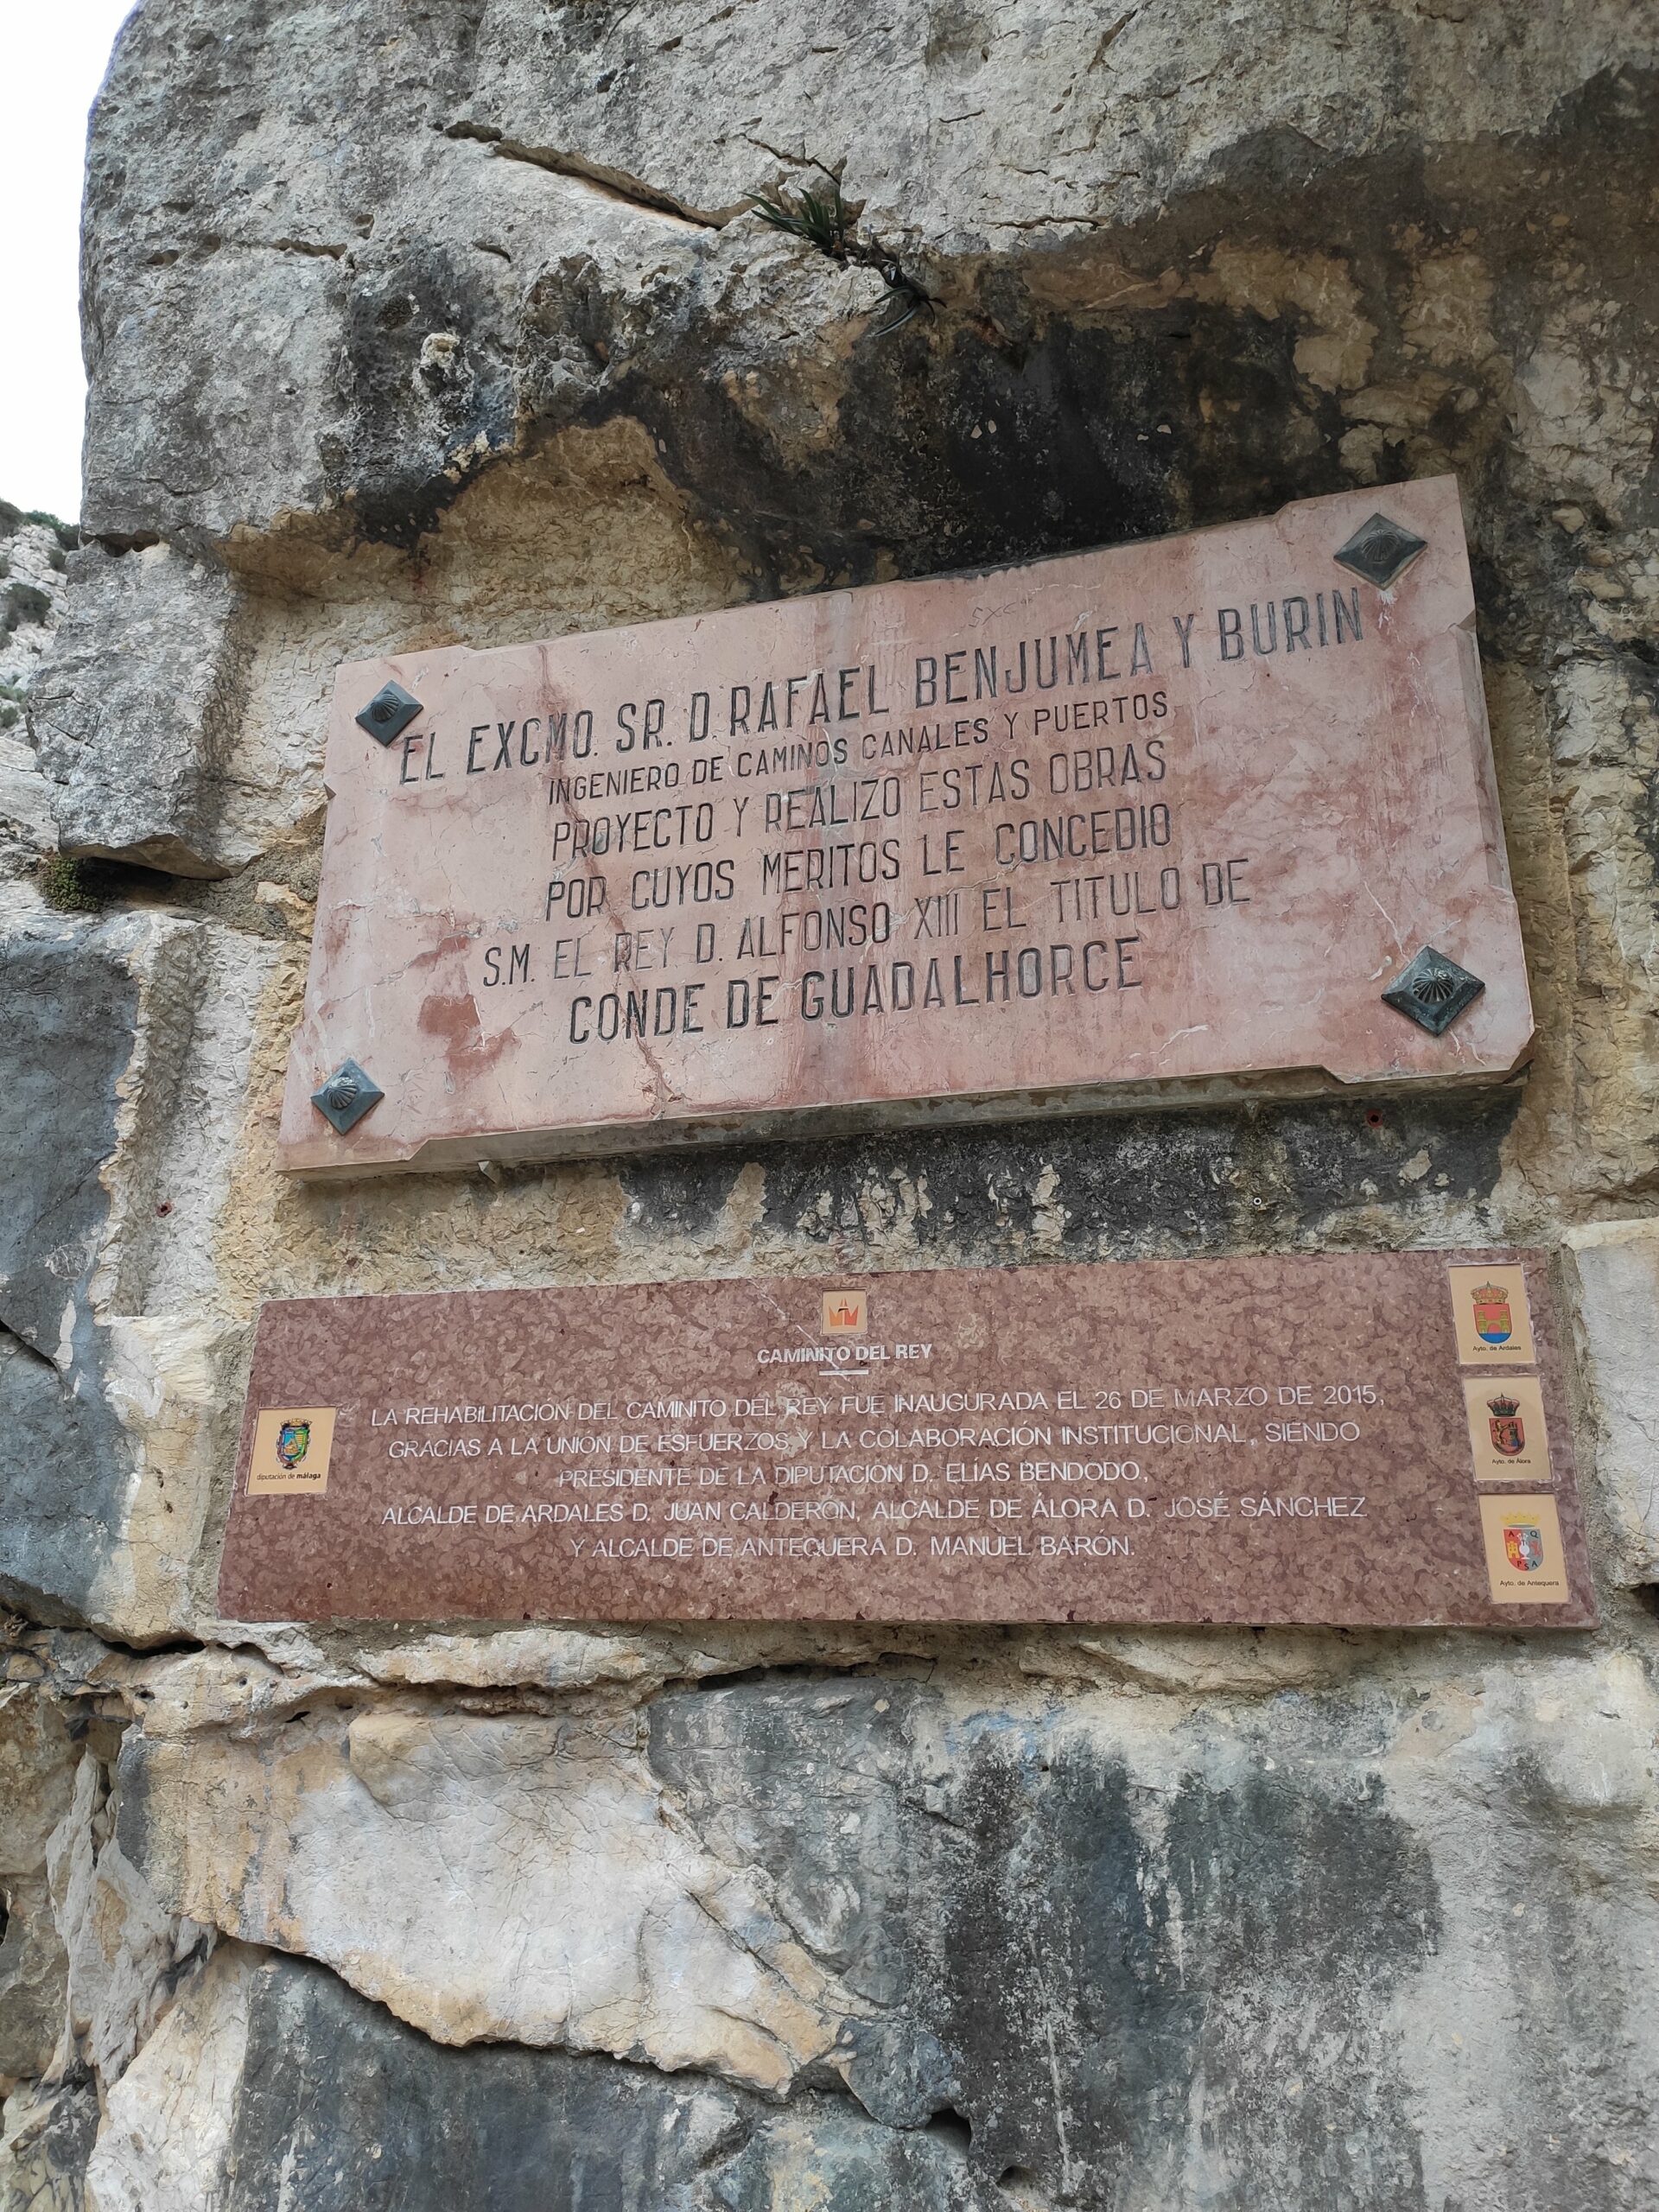 EL EXCMO. SR. D. RAFAEL BENJUMEA Y BURIN
INGENIERO DE CAMINOS CANALES Y PUERTOS
PROYECTO Y REALIZO ESTAS OBRAS
POR CUYOS MERITOS LE CONCEDIO
S.M. EL REY D. ALFONSO XIII EL TITULO DE
CONDE DE GUADALHORCE
CAMINITO DEL REY
LA REHABILITACIÓN DEL CAMINITO DEL REY FUE INAUGURADA EL 26 DE MARZO DE 2015,
GRACIAS A LA UNIÓN DE ESFUERZOS Y LA COLABORACIÓN INSTITUCIONAL, SIENDO
PRESIDENTE DE LA DIPUTACIÓN D. ELÍAS BENDODO,
ALCALDE DE ARDALES D. JUAN CALDERÓN, ALCALDE DE ÁLORA D. JOSÉ SÁNCHEZ
Y ALCALDE DE ANTEQUERA D. MANUEL BARÓN.
diputación de málaga
Ayto. de Ardales
Ayto. de Álora
Ayto. de Antequera